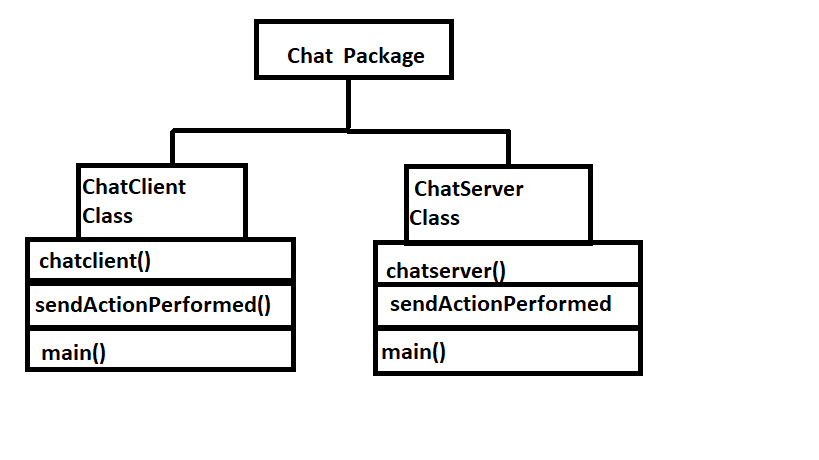 Chat Package
ChatClient
Class
chatclient()
sendActionPerformed()
main()
ChatServer
Class
chatserver()
sendActionPerformed
main()